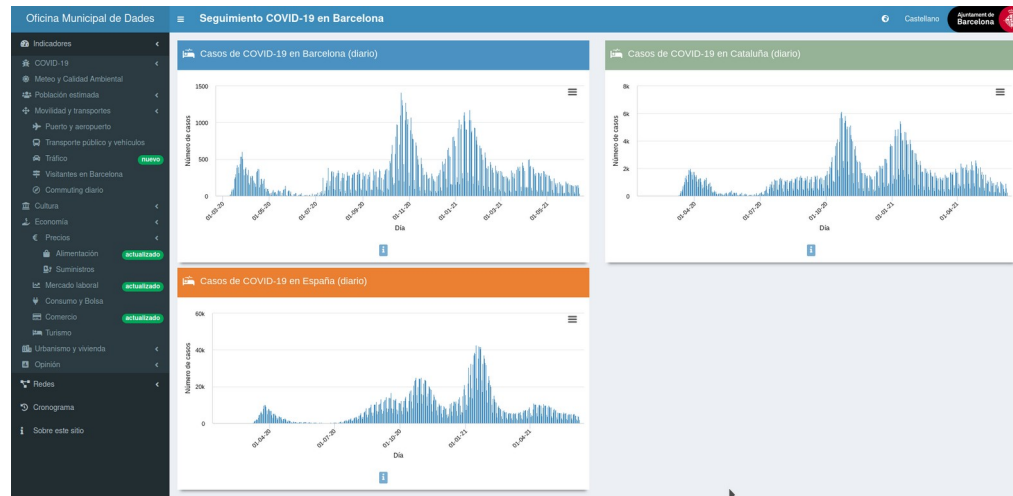 Oficina Municipal de Dades
Seguimiento COVID-19 en Barcelona
Castellano
Ajuntament de
Barcelona
Indicadores
COVID-19
Meteo y Calidad Ambiental
Población estimada
Movilidad y transportes
Puerto y aeropuerto
Transporte público y vehículos
Tráfico nuevo
Visitantes en Barcelona
Commuting diario
Cultura
Economía
€ Precios
Alimentación actualizado
Suministros
Mercado laboral actualizado
Consumo y Bolsa
Comercio actualizado
Turismo
Urbanismo y vivienda
Opinión
Redes
Cronograma
i Sobre este sitio
Casos de COVID-19 en Barcelona (diario)
Número de casos
1500
1000
500
0
01-03-20 01-05-20 01-07-20 01-09-20 01-11-20 01-01-21 01-03-21 01-05-21
Día
i
Casos de COVID-19 en Cataluña (diario)
Número de casos
8k
6k
4k
2k
0
01-04-20 01-07-20 01-10-20 01-01-21 01-04-21
Día
i
Casos de COVID-19 en España (diario)
Número de casos
60k
40k
20k
0
01-04-20 01-07-20 01-10-20 01-01-21 01-04-21
Día
i